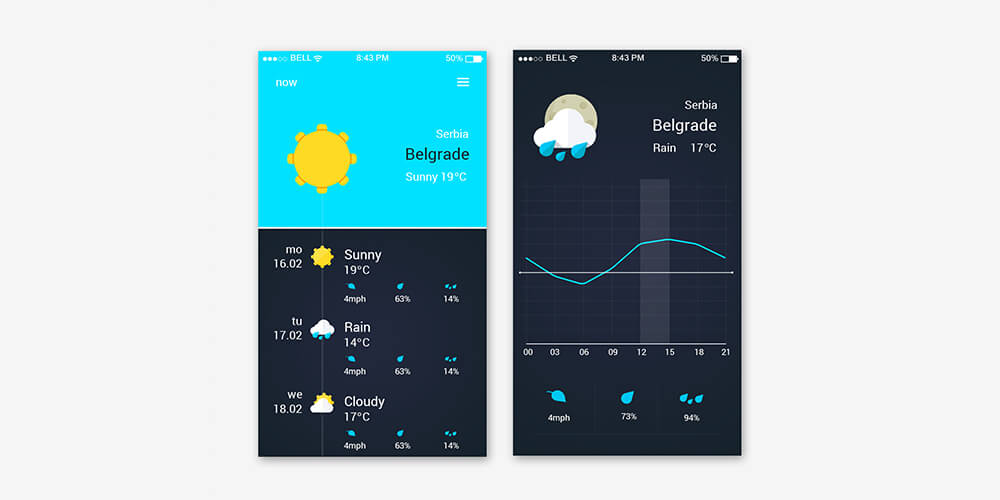 BELL 8:43 PM 50%
now
Serbia
Belgrade
Sunny 19°C
mo
16.02
Sunny
19°C
4mph 63% 14%
tu
17.02
Rain
14°C
4mph 63% 14%
we
18.02
Cloudy
17°C
4mph 63% 14%
BELL 8:43 PM 50%
Serbia
Belgrade
Rain 17°C
00 03 06 09 12 15 18 21
4mph 73% 94%